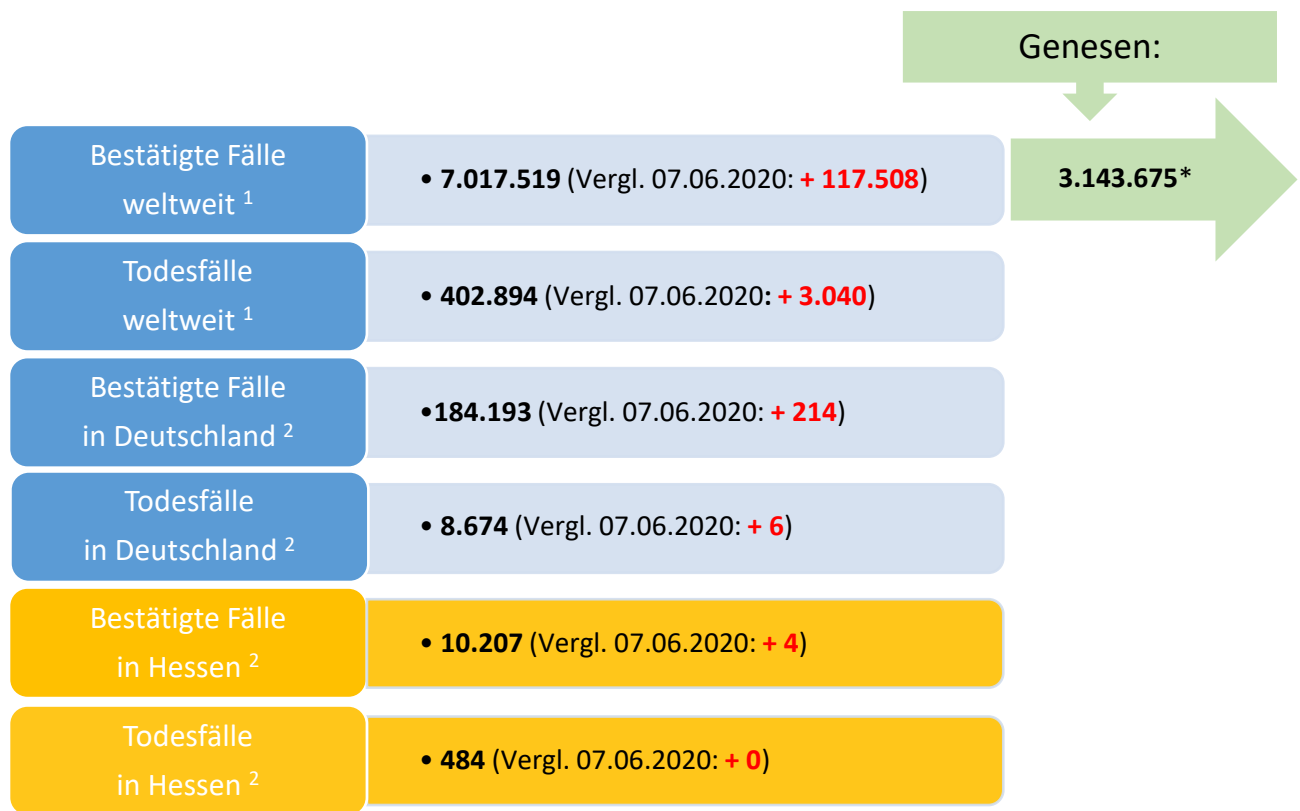 Genesen:
Bestätigte Fälle
weltweit ¹
• 7.017.519 (Vergl. 07.06.2020: + 117.508)
3.143.675*
Todesfälle
weltweit ¹
• 402.894 (Vergl. 07.06.2020: + 3.040)
Bestätigte Fälle
in Deutschland ²
•184.193 (Vergl. 07.06.2020: + 214)
Todesfälle
in Deutschland ²
• 8.674 (Vergl. 07.06.2020: + 6)
Bestätigte Fälle
in Hessen ²
• 10.207 (Vergl. 07.06.2020: + 4)
Todesfälle
in Hessen ²
• 484 (Vergl. 07.06.2020: + 0)